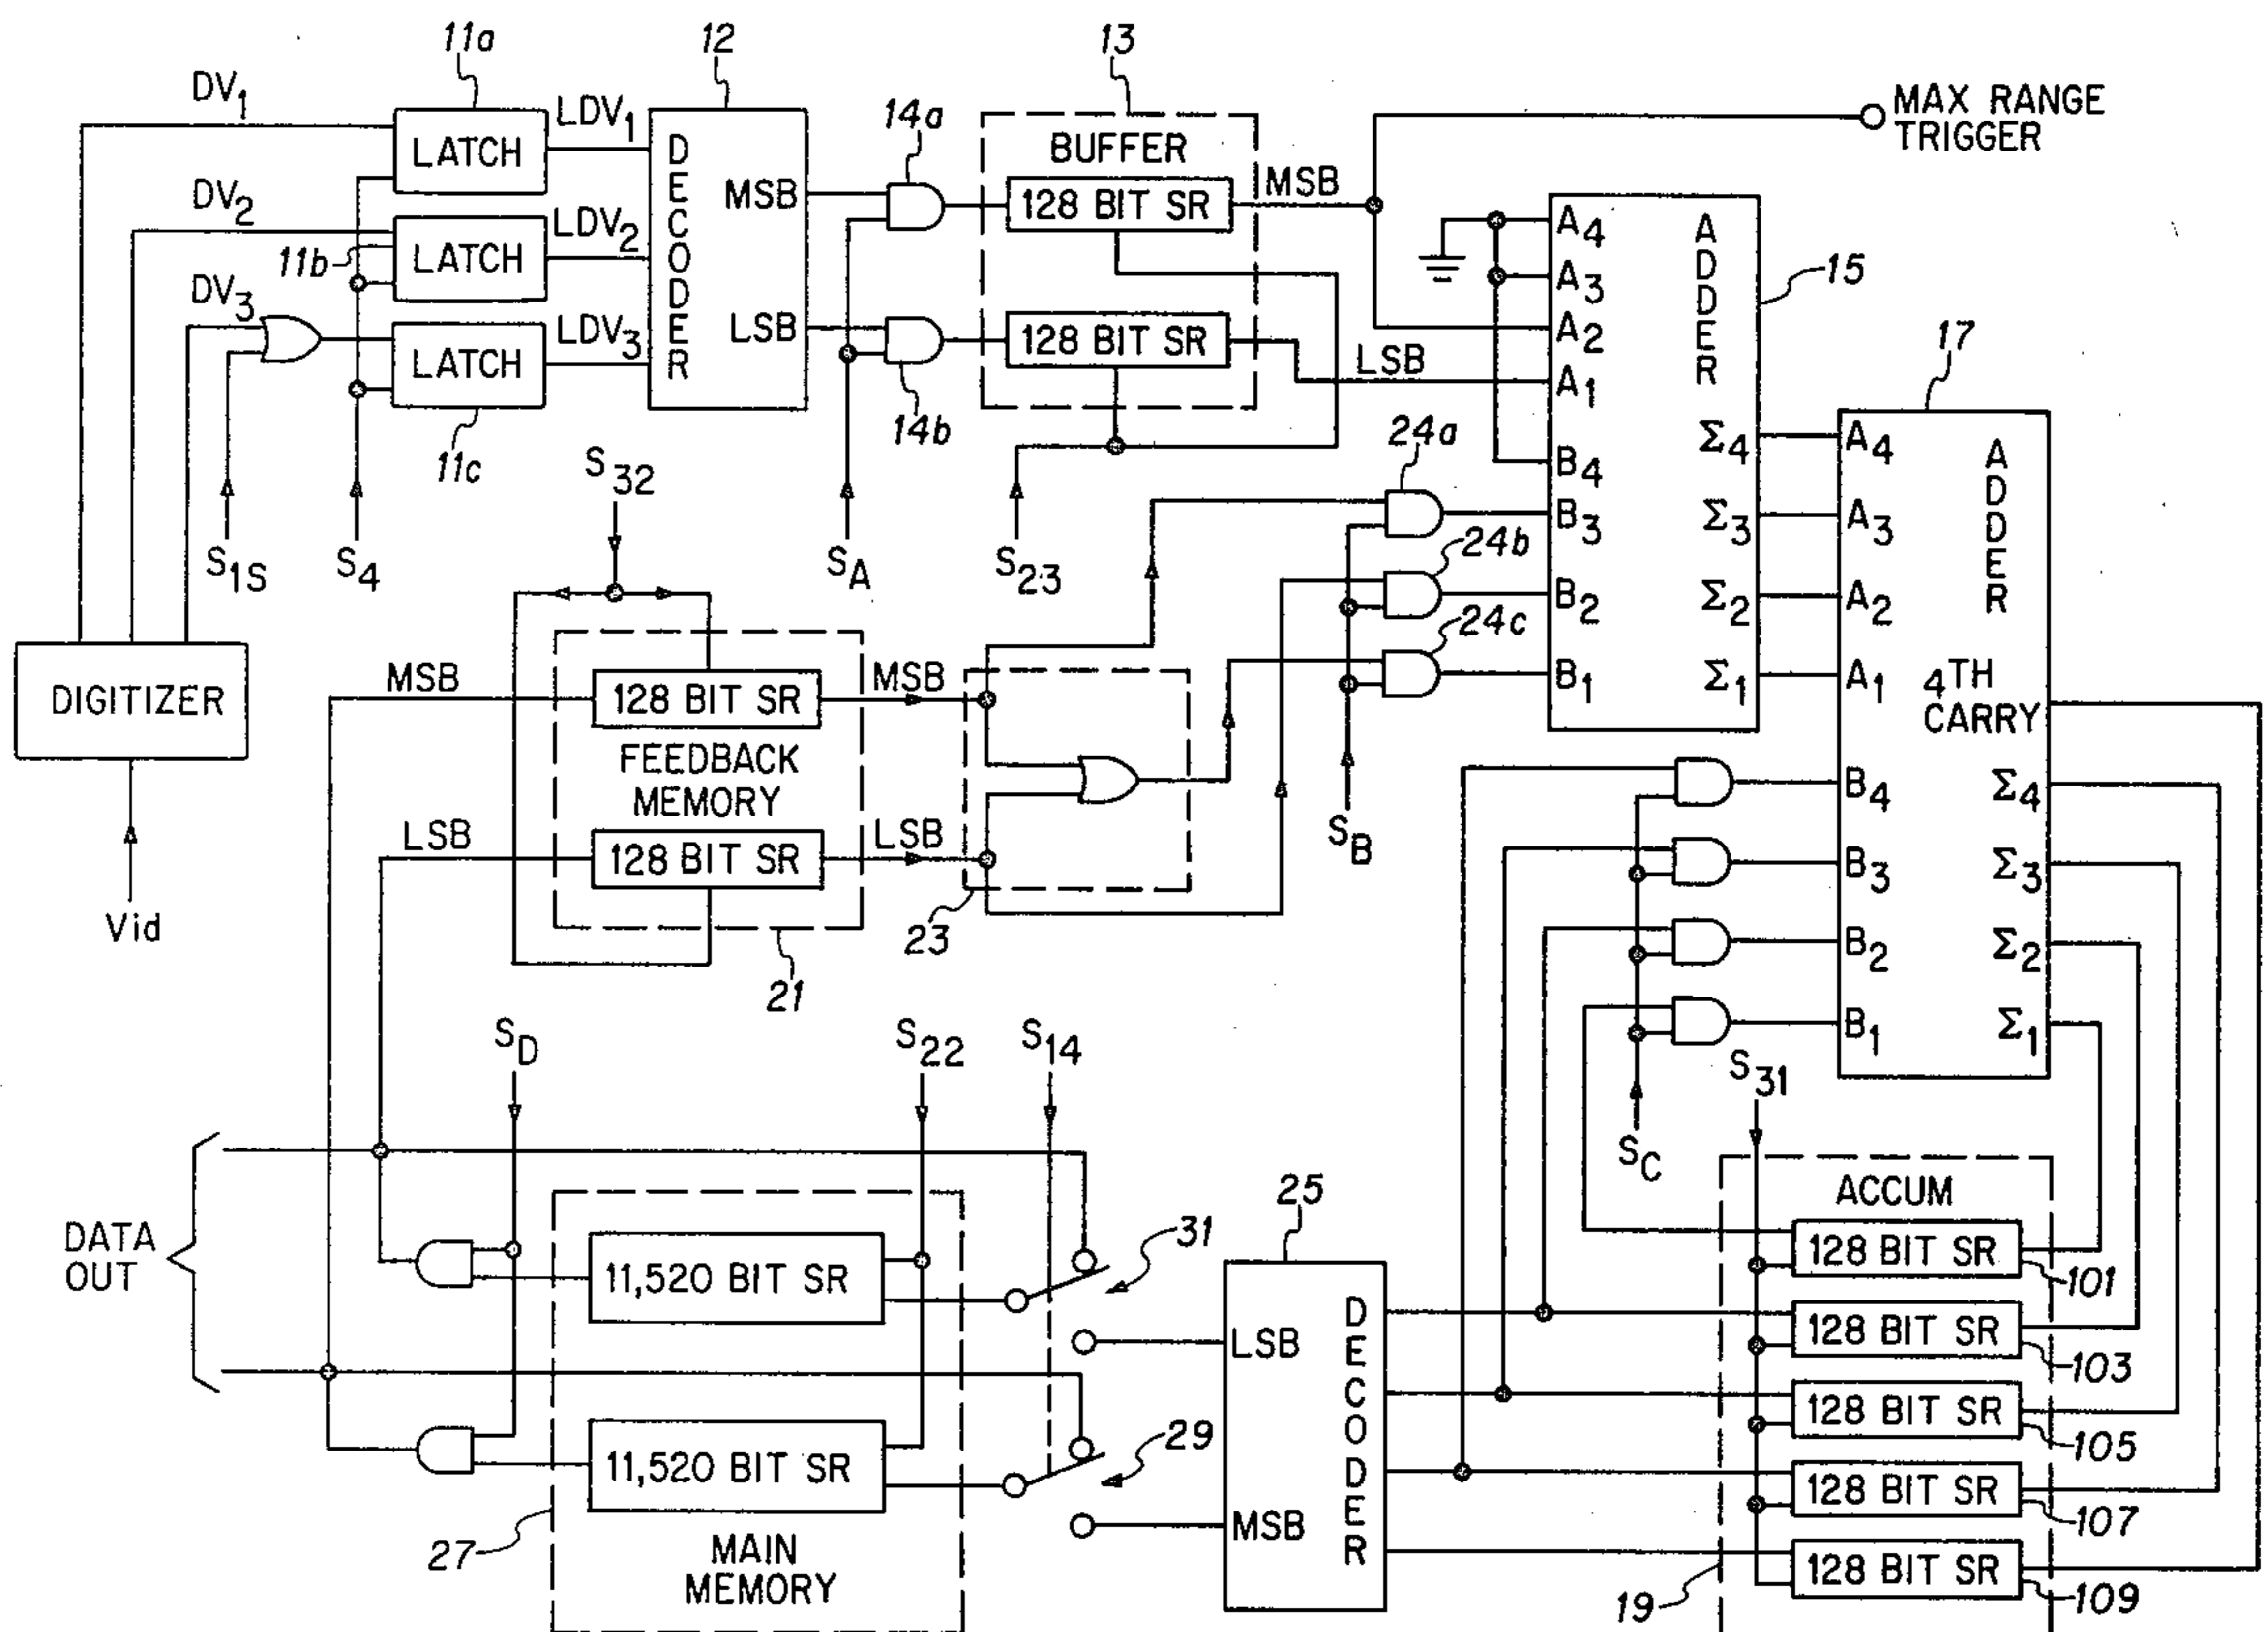 11a
12
13
DV1
LDV1
14a
MAX RANGE
TRIGGER
LATCH
DECODER
BUFFER
MSB
128 BIT SR
MSB
DV2
LDV2
11b
LATCH
A4
ADDER
15
A3
DV3
LDV3
LSB
128 BIT SR
A2
LATCH
LSB
A1
17
11c
14b
24a
S32
Σ4
A4
ADDER
B4
S1S
S4
SA
S23
B3
Σ3
A3
24b
B2
Σ2
A2
24c
DIGITIZER
MSB
128 BIT SR
MSB
B1
Σ1
A1
4TH
CARRY
FEEDBACK
MEMORY
B4
Σ4
LSB
128 BIT SR
LSB
SB
B3
Σ3
Vid
23
B2
Σ2
21
SD
S22
S14
B1
Σ1
S31
SC
25
ACCUM
DATA
OUT
31
128 BIT SR
101
11,520 BIT SR
LSB
DECODER
128 BIT SR
103
128 BIT SR
105
29
11,520 BIT SR
128 BIT SR
107
MSB
27
MAIN
MEMORY
128 BIT SR
19
109